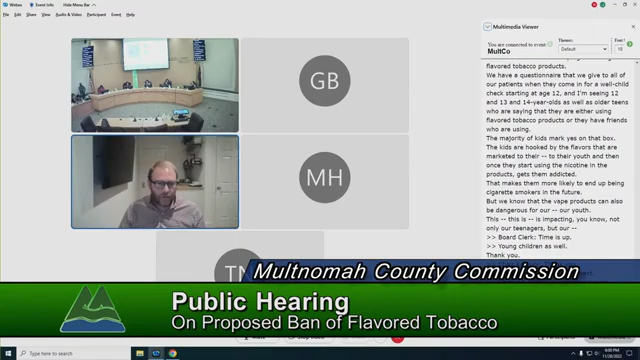 Webex
Event Info
Hide Menu Bar
File Edit Share View Audio & Video Participant Event Help
Multimedia Viewer
You are connected to event:
MultCo
Themes:
Default
Font
10
flavored tobacco products.
We have a questionnaire that we give to all of
our patients when they come in for a well-child
check starting at age 12, and I'm seeing 12
and 13 and 14-year-olds as well as older teens
who are saying that they are either using
flavored tobacco products or they have friends
who are using.
The majority of kids mark yes on that box.
The kids are hooked by the flavors that are
marketed to their -- to their youth and then
once they start using the nicotine in the
products, gets them addicted.
That makes them more likely to end up being
cigarette smokers in the future.
But we know that the vape products can also
be dangerous for our -- our youth.
This -- this is -- is impacting, you know, not
only our teenagers, but our --
>> Board Clerk: Time is up.
>> Young children as well.
Thank you.
GB
MH
TN
Multnomah County Commission
Public Hearing
On Proposed Ban of Flavored Tobacco
Type here to search
6:00 PM
11/28/2022